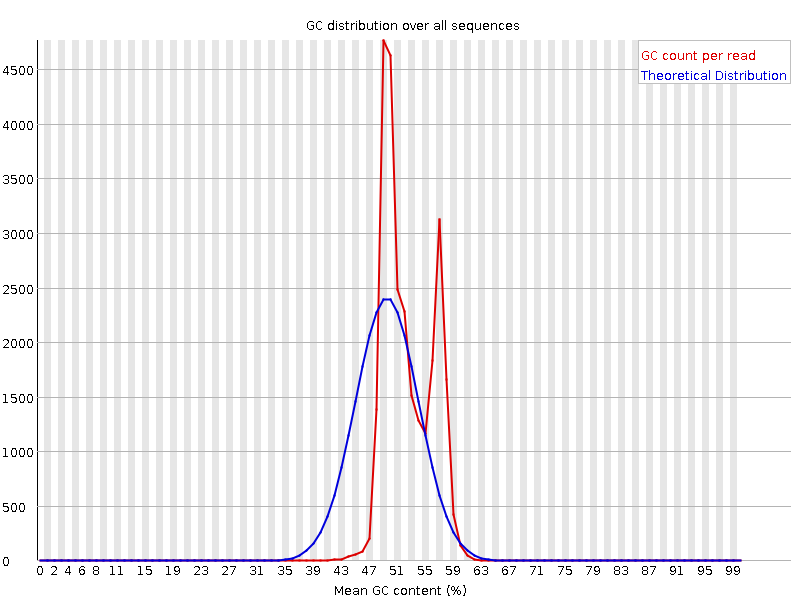 GC distribution over all sequences
GC count per read
Theoretical Distribution
4500
4000
3500
3000
2500
2000
1500
1000
500
0
0 2 4 6 8 11 15 19 23 27 31 35 39 43 47 51 55 59 63 67 71 75 79 83 87 91 95 99
Mean GC content (%)